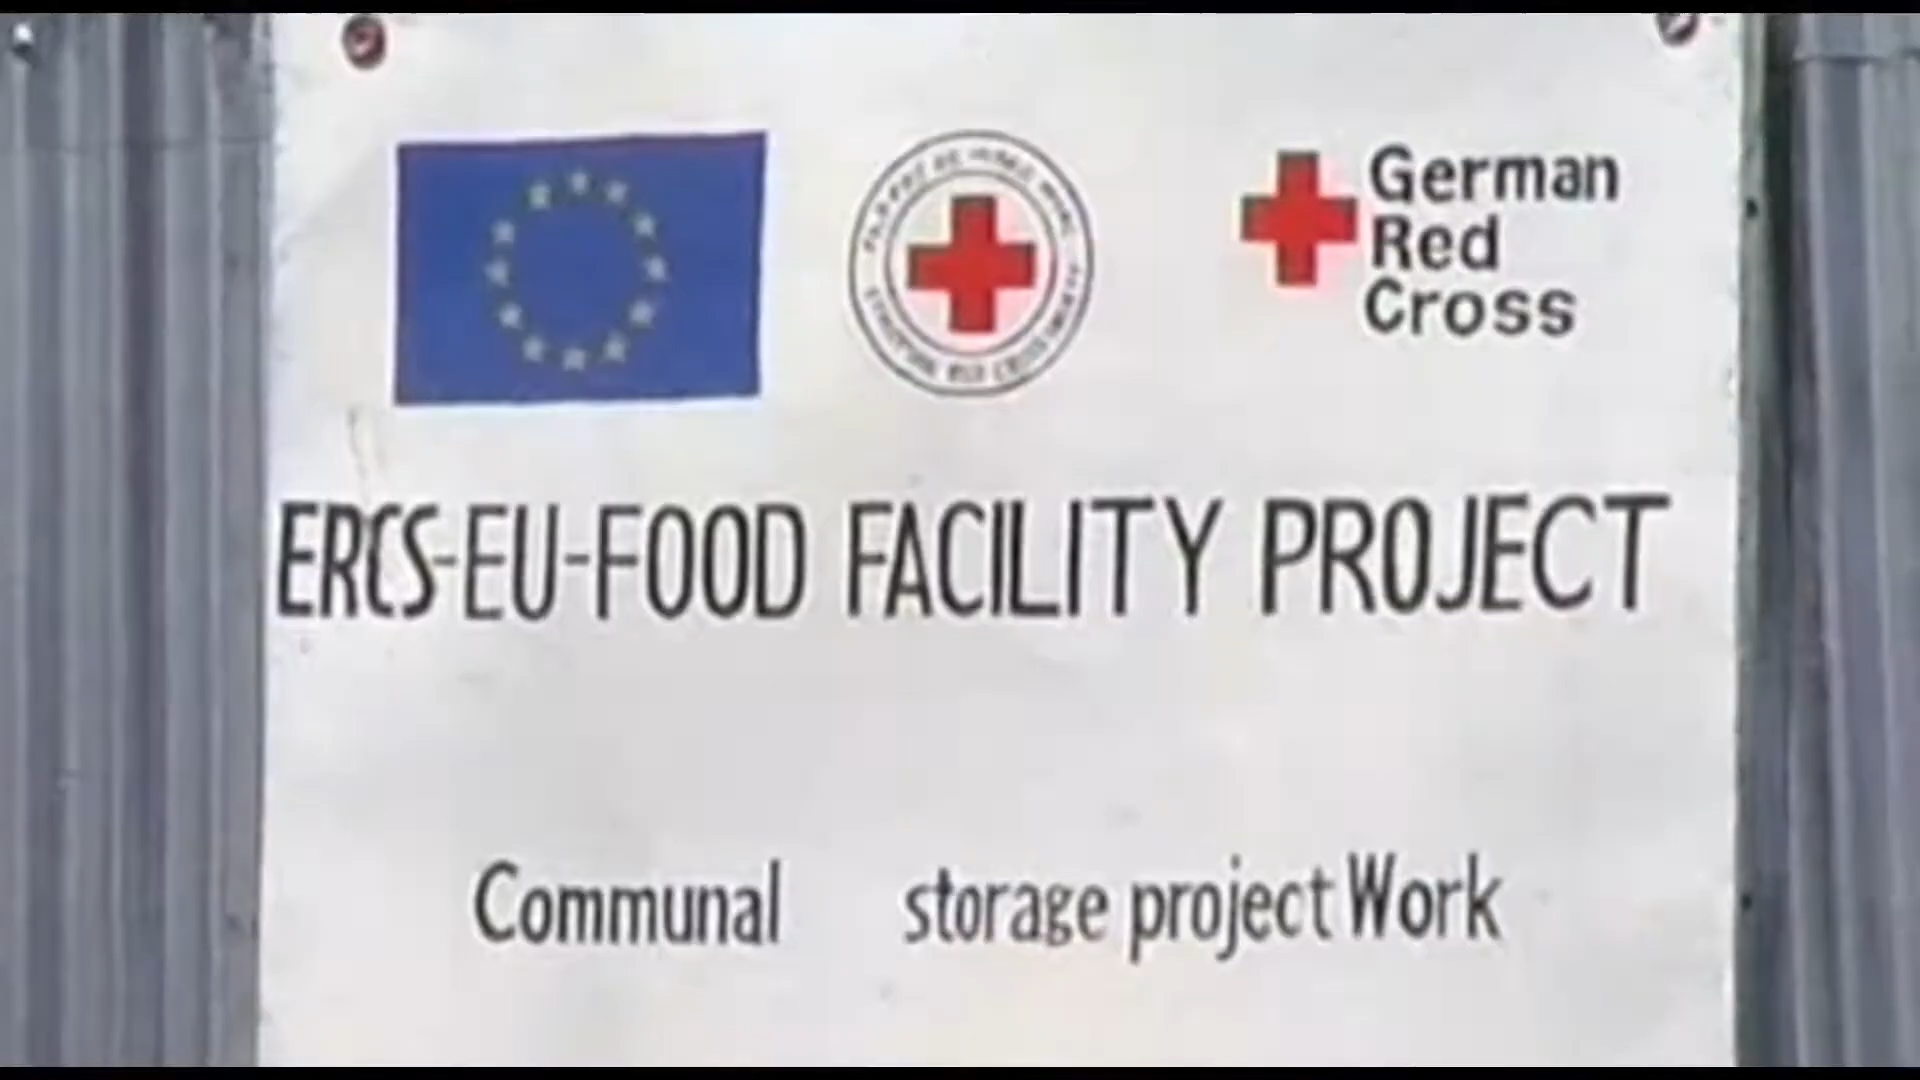 German
Red
Cross
ERCS-EU-FOOD FACILITY PROJECT
Communal storage project Work